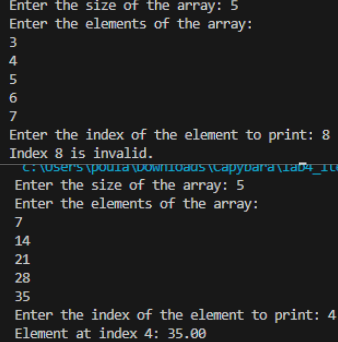 Enter the size of the array: 5
Enter the elements of the array:
3
4
5
6
7
Enter the index of the element to print: 8
Index 8 is invalid.
C:\Users\poula\Downloads\Capybara\lab4_ite
Enter the size of the array: 5
Enter the elements of the array:
7
14
21
28
35
Enter the index of the element to print: 4
Element at index 4: 35.00